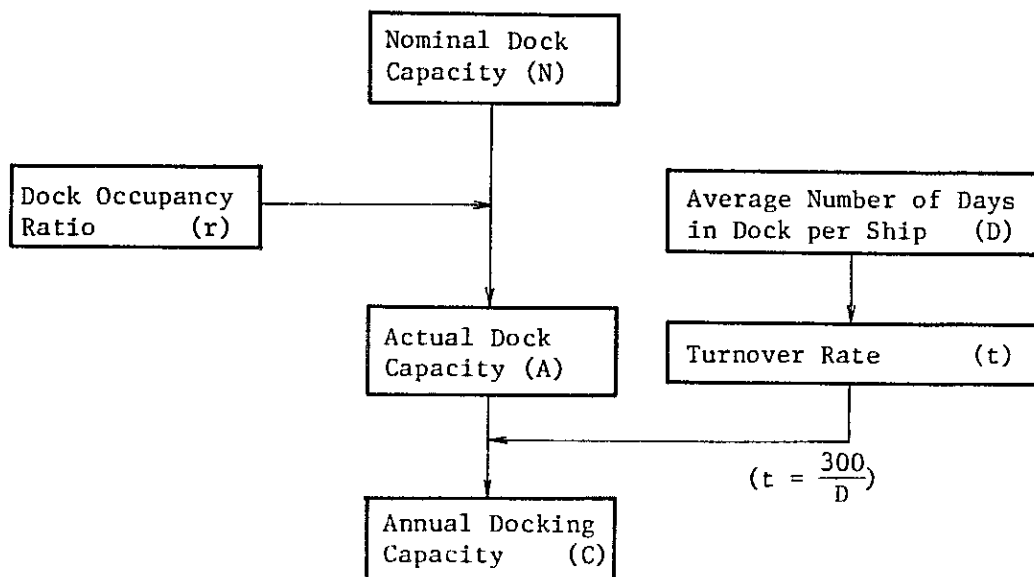 Nominal Dock
Capacity (N)
Dock Occupancy
Ratio (r)
Average Number of Days
in Dock per Ship (D)
Actual Dock
Capacity (A)
Turnover Rate (t)
(t = 300/D)
Annual Docking
Capacity (C)